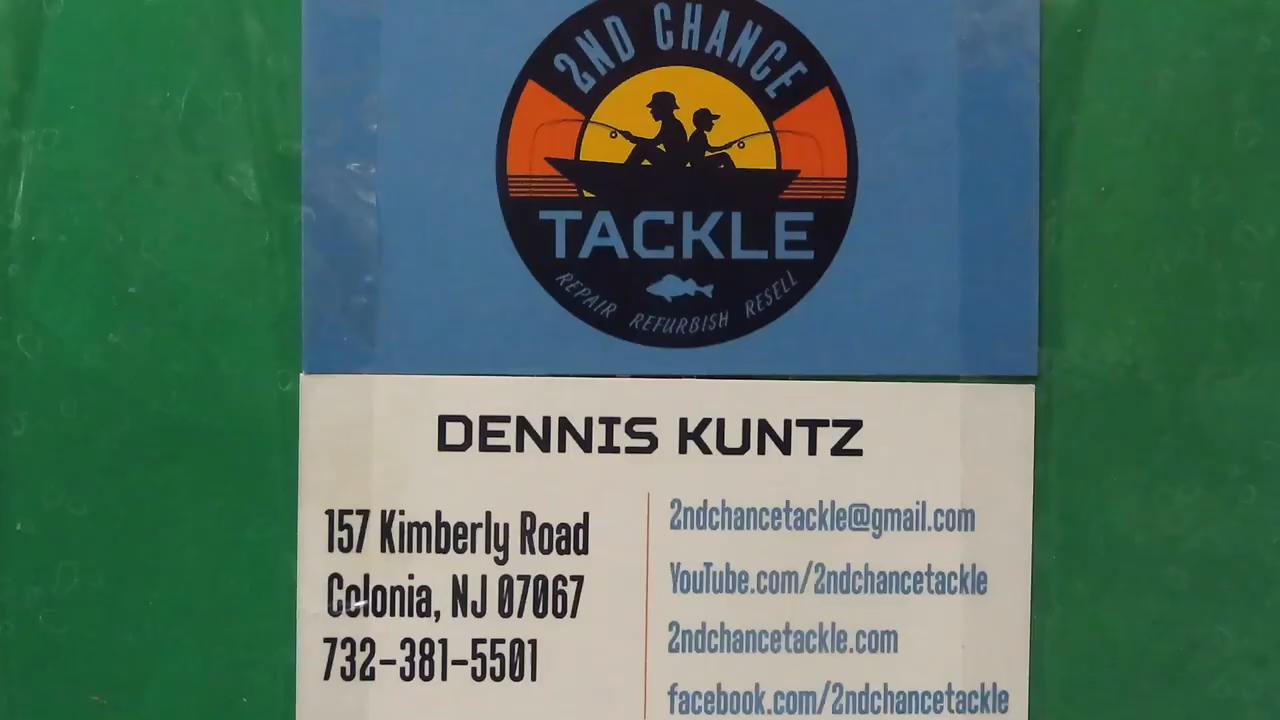 2ND CHANCE
TACKLE
REPAIR REFURBISH RESELL
DENNIS KUNTZ
157 Kimberly Road
Colonia, NJ 07067
732-381-5501
2ndchancetackle@gmail.com
YouTube.com/2ndchancetackle
2ndchancetackle.com
facebook.com/2ndchancetackle